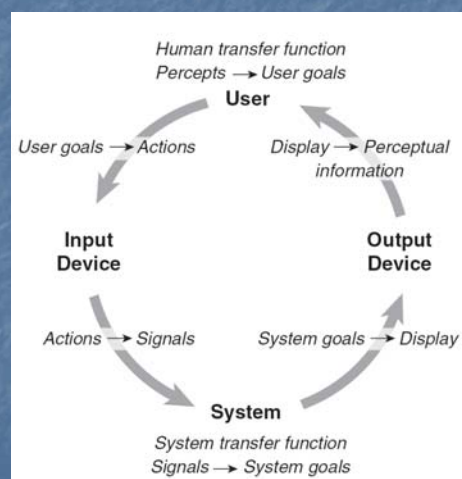 Human transfer function
Percepts → User goals
User
User goals → Actions
Display → Perceptual
information
Input
Device
Output
Device
Actions → Signals
System goals → Display
System
System transfer function
Signals → System goals